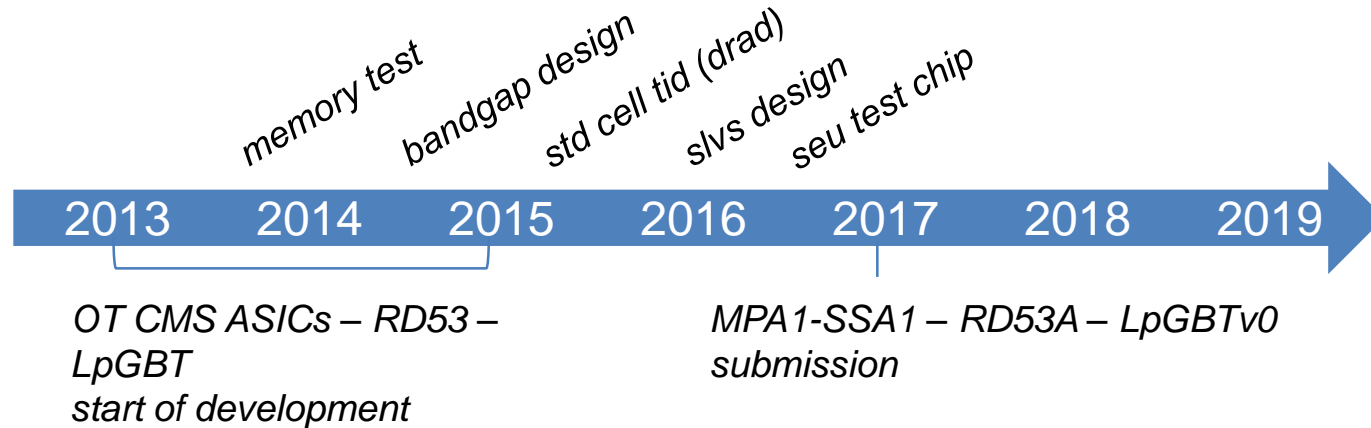 memory test
bandgap design
std cell tid (drad)
slvs design
seu test chip
2013 2014 2015 2016 2017 2018 2019
OT CMS ASICs – RD53 –
LpGBT
start of development
MPA1-SSA1 – RD53A – LpGBTv0
submission